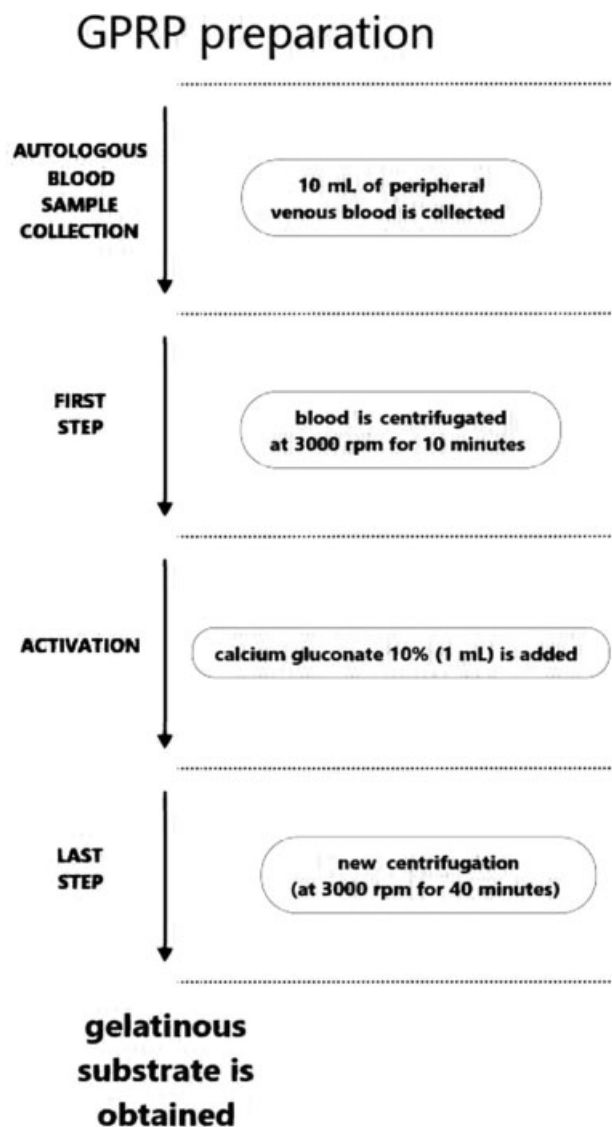 GPRP preparation
AUTOLOGOUS
BLOOD
SAMPLE
COLLECTION
10 mL of peripheral
venous blood is collected
FIRST
STEP
blood is centrifugated
at 3000 rpm for 10 minutes
ACTIVATION
calcium gluconate 10% (1 mL) is added
LAST
STEP
new centrifugation
(at 3000 rpm for 40 minutes)
gelatinous
substrate is
obtained